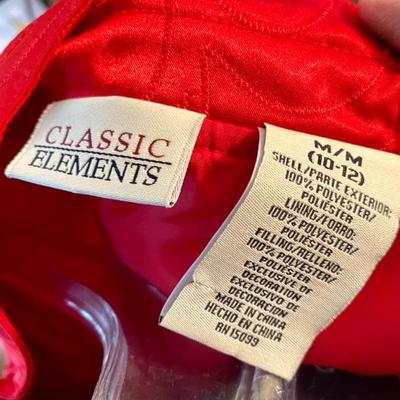 CLASSIC
ELEMENTS
M/M
(10-12)
SHELL/PARTE EXTERIOR:
100% POLYESTER/
POLIÉSTER
LINING/FORRO:
100% POLYESTER/
POLIÉSTER
FILLING/RELLENO:
100% POLYESTER/
POLIÉSTER
EXCLUSIVE OF
DECORATION
EXCLUSIVO DE
DECORACIÓN
MADE IN CHINA
HECHO EN CHINA
RN 15099